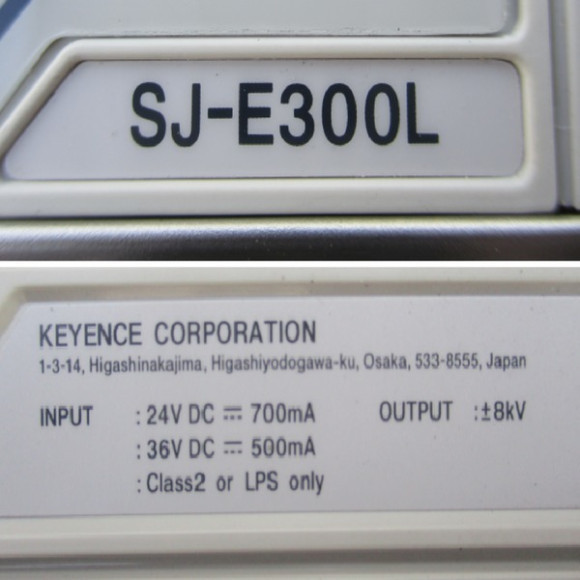 SJ-E300L
KEYENCE CORPORATION
1-3-14, Higashinakajima, Higashiyodogawa-ku, Osaka, 533-8555, Japan
INPUT : 24V DC ⎓ 700mA OUTPUT : ±8kV
: 36V DC ⎓ 500mA
: Class2 or LPS only